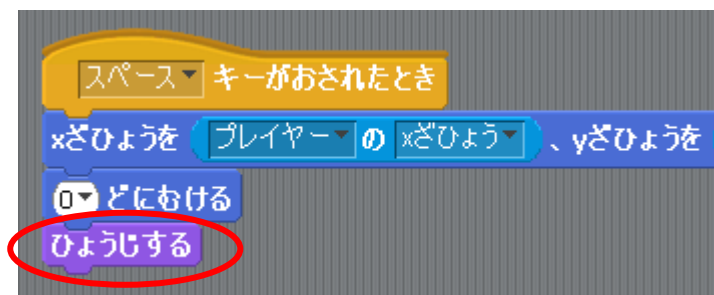 スペース キーがおされたとき
xざひょうを プレイヤー の xざひょう 、yざひょうを
0 どにむける
ひょうじする